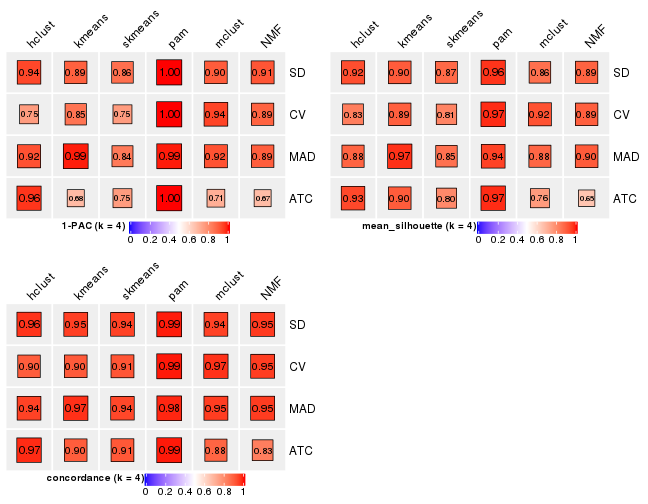 hclust kmeans skmeans pam mclust NMF
0.94 0.89 0.86 1.00 0.90 0.91 SD
0.75 0.85 0.75 1.00 0.94 0.89 CV
0.92 0.99 0.84 0.99 0.92 0.89 MAD
0.96 0.68 0.75 1.00 0.71 0.67 ATC
1-PAC (k = 4)
0 0.2 0.4 0.6 0.8 1
hclust kmeans skmeans pam mclust NMF
0.92 0.90 0.87 0.96 0.86 0.89 SD
0.83 0.89 0.81 0.97 0.92 0.89 CV
0.88 0.97 0.85 0.94 0.88 0.90 MAD
0.93 0.90 0.80 0.97 0.76 0.65 ATC
mean_silhouette (k = 4)
0 0.2 0.4 0.6 0.8 1
hclust kmeans skmeans pam mclust NMF
0.96 0.95 0.94 0.99 0.94 0.95 SD
0.90 0.90 0.91 0.99 0.97 0.95 CV
0.94 0.97 0.94 0.98 0.95 0.95 MAD
0.97 0.90 0.91 0.99 0.88 0.83 ATC
concordance (k = 4)
0 0.2 0.4 0.6 0.8 1